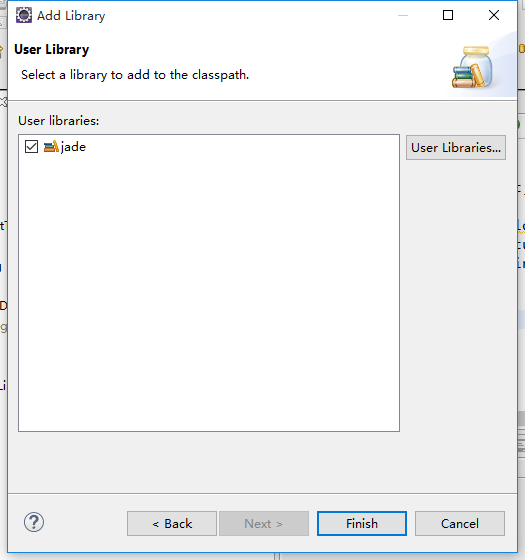 Add Library
User Library
Select a library to add to the classpath.
User libraries:
jade
User Libraries...
?
< Back
Next >
Finish
Cancel